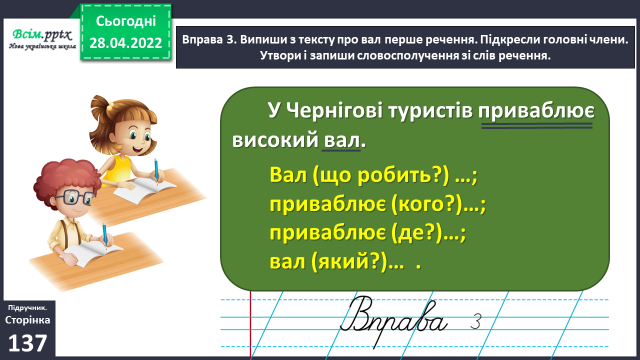 Всім.pptx
Нова українська школа
Сьогодні
28.04.2022
Вправа 3. Випиши з тексту про вал перше речення. Підкресли головні члени.
Утвори і запиши словосполучення зі слів речення.
У Чернігові туристів приваблює
високий вал.
Вал (що робить?) …;
приваблює (кого?)…;
приваблює (де?)…;
вал (який?)… .
Підручник.
Сторінка
137
Вправа 3